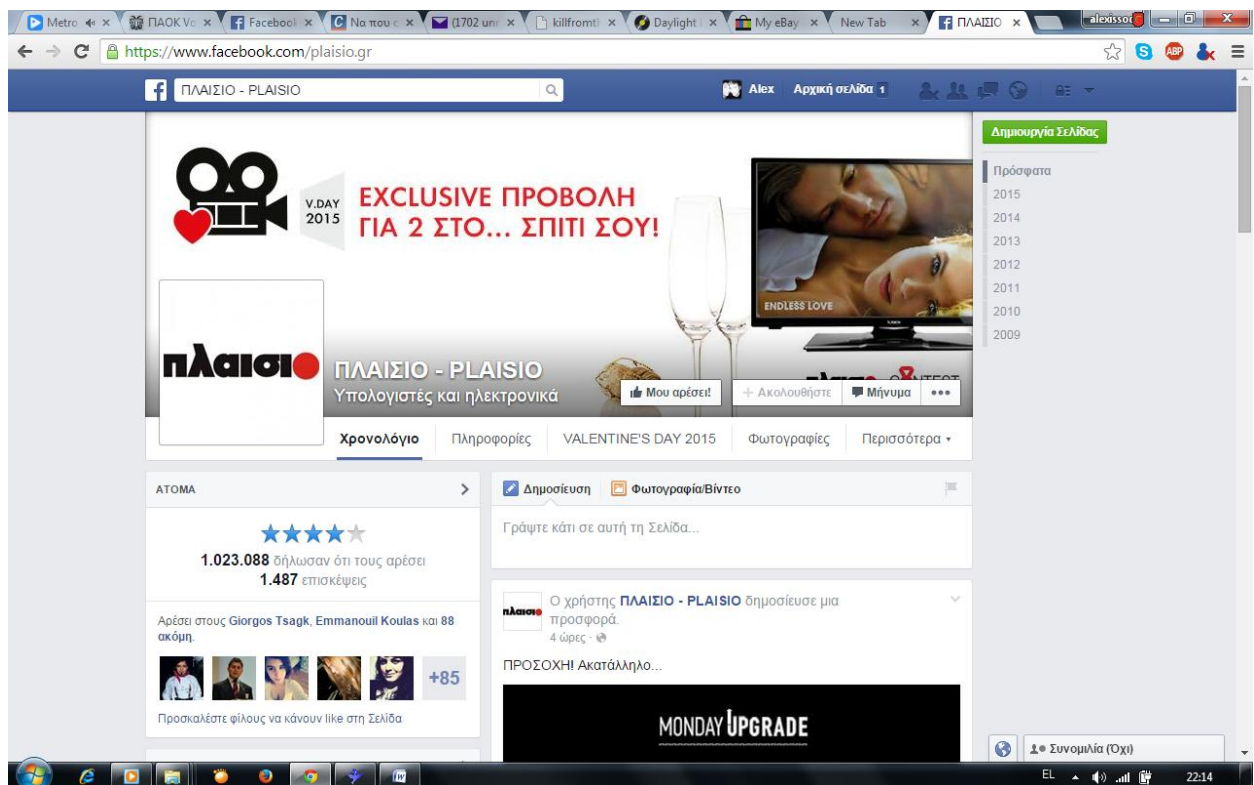 Metro
ΠΑΟΚ Vo
Facebook
Να που c
(1702 unr
killfromt
Daylight
My eBay
New Tab
ΠΛΑΙΣΙΟ
https://www.facebook.com/plaisio.gr
ABP
ΠΛΑΙΣΙΟ - PLAISIO
Alex
Αρχική σελίδα 1
Δημιουργία Σελίδας
Πρόσφατα
2015
2014
2013
2012
2011
2010
2009
V.DAY
2015
EXCLUSIVE ΠΡΟΒΟΛΗ
ΓΙΑ 2 ΣΤΟ... ΣΠΙΤΙ ΣΟΥ!
ENDLESS LOVE
πλαισιο
ΠΛΑΙΣΙΟ - PLAISIO
Υπολογιστές και ηλεκτρονικά
Μου αρέσει!
+ Ακολουθήστε
Μήνυμα
Χρονολόγιο
Πληροφορίες
VALENTINE'S DAY 2015
Φωτογραφίες
Περισσότερα
ΑΤΟΜΑ
1.023.088 δήλωσαν ότι τους αρέσει
1.487 επισκέψεις
Αρέσει στους Giorgos Tsagk, Emmanouil Koulas και 88
ακόμη.
+85
Προσκαλέστε φίλους να κάνουν like στη Σελίδα
Δημοσίευση
Φωτογραφία/Βίντεο
Γράψτε κάτι σε αυτή τη Σελίδα...
πλαισιο
Ο χρήστης ΠΛΑΙΣΙΟ - PLAISIO δημοσίευσε μια
προσφορά.
4 ώρες
ΠΡΟΣΟΧΗ! Ακατάλληλο...
MONDAY UPGRADE
Συνομιλία (Όχι)
EL
22:14